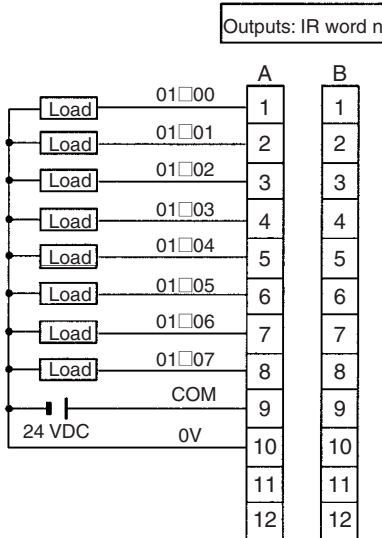 Outputs: IR word n
A B
01□00
Load 1 1
01□01
Load 2 2
01□02
Load 3 3
01□03
Load 4 4
01□04
Load 5 5
01□05
Load 6 6
01□06
Load 7 7
01□07
Load 8 8
COM
9 9
24 VDC 0V
10 10
11 11
12 12